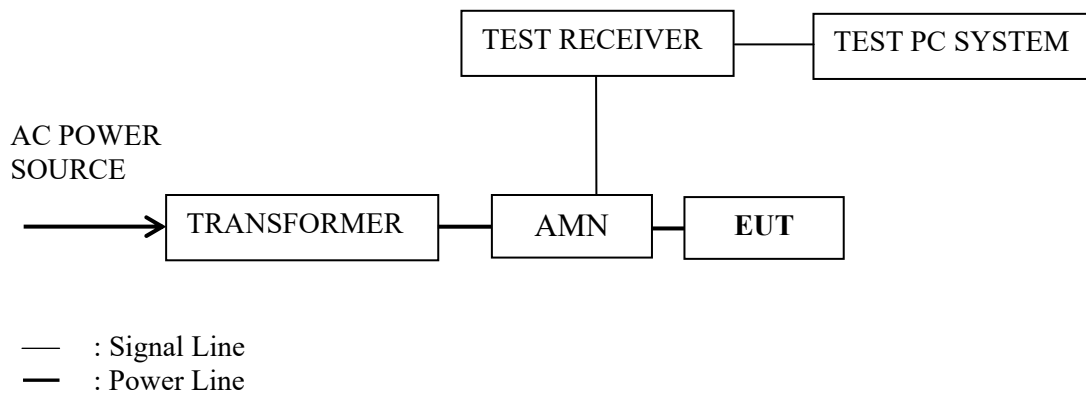 TEST RECEIVER
TEST PC SYSTEM
AC POWER
SOURCE
TRANSFORMER
AMN
EUT
: Signal Line
: Power Line